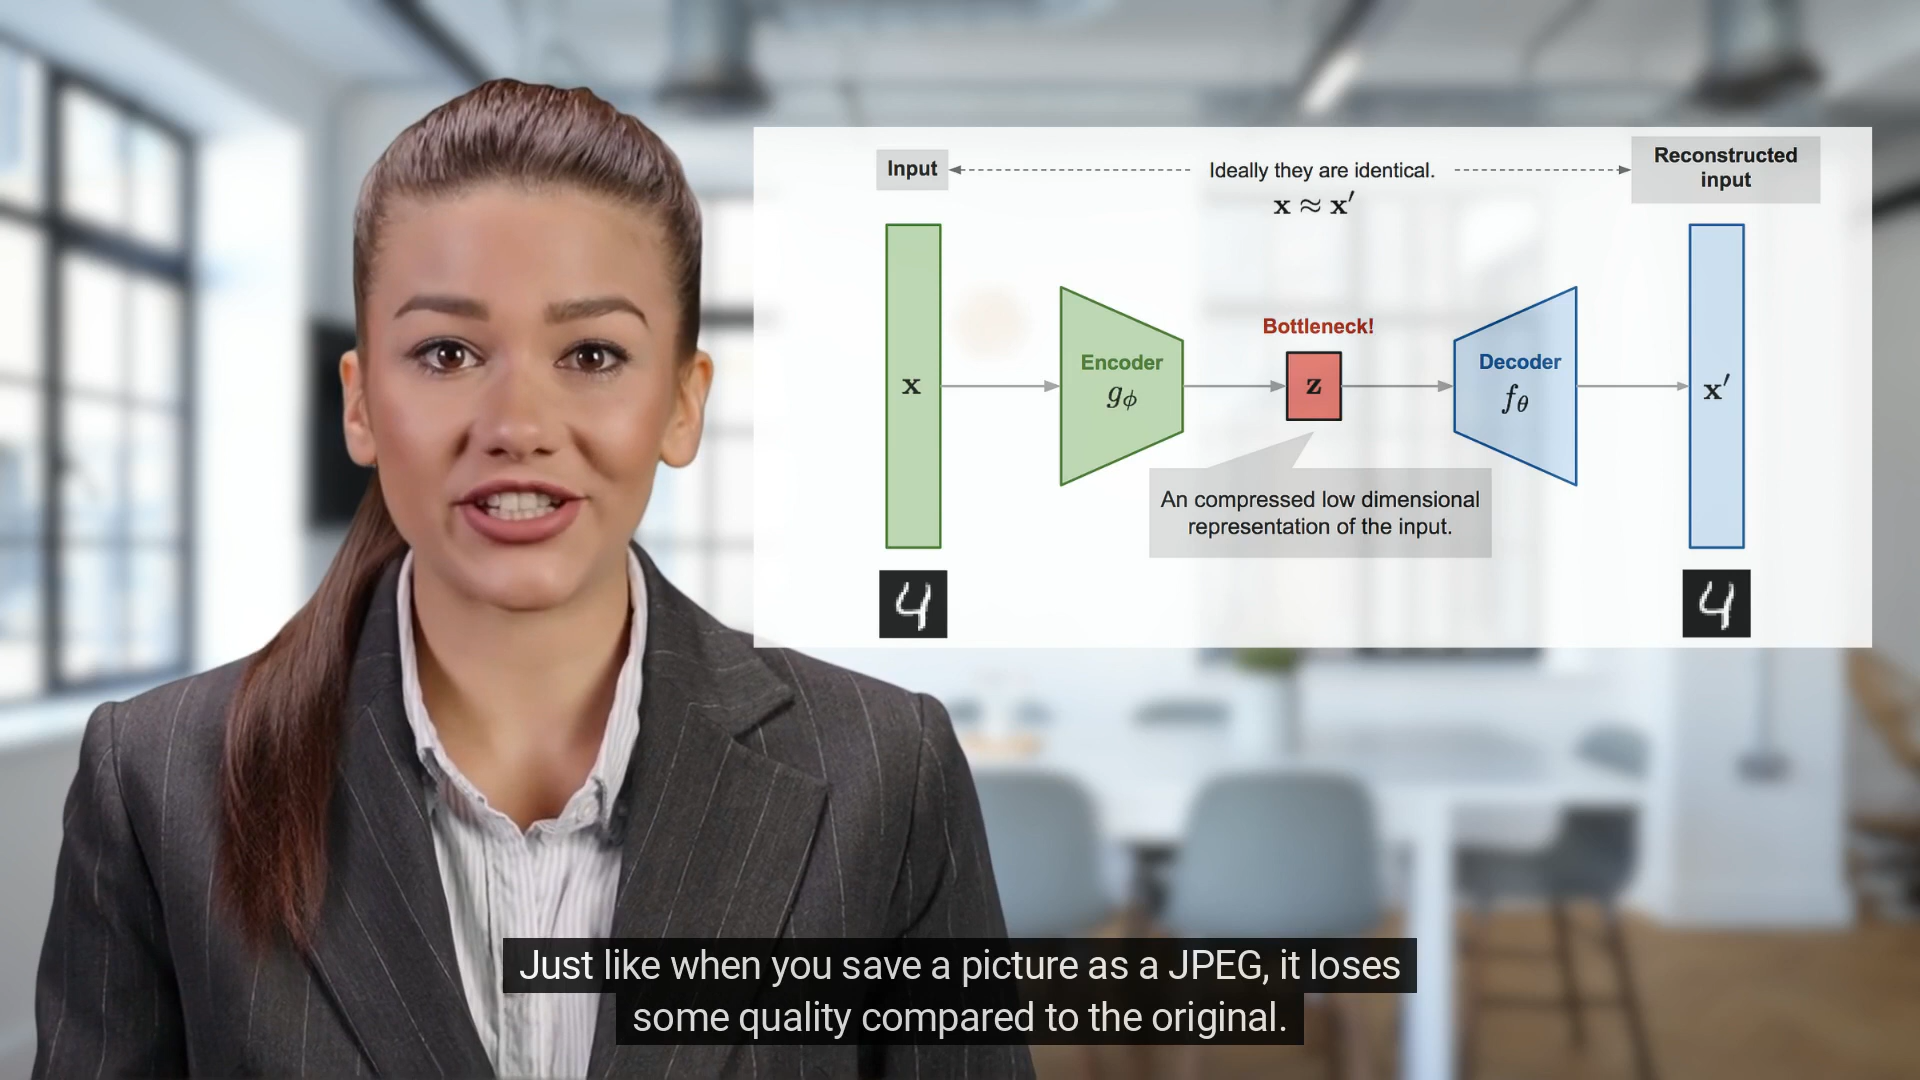 Input
Ideally they are identical.
x ≈ x′
Reconstructed
input
Bottleneck!
Encoder
gϕ
x
z
Decoder
fθ
x′
An compressed low dimensional
representation of the input.
4
4
Just like when you save a picture as a JPEG, it loses
some quality compared to the original.